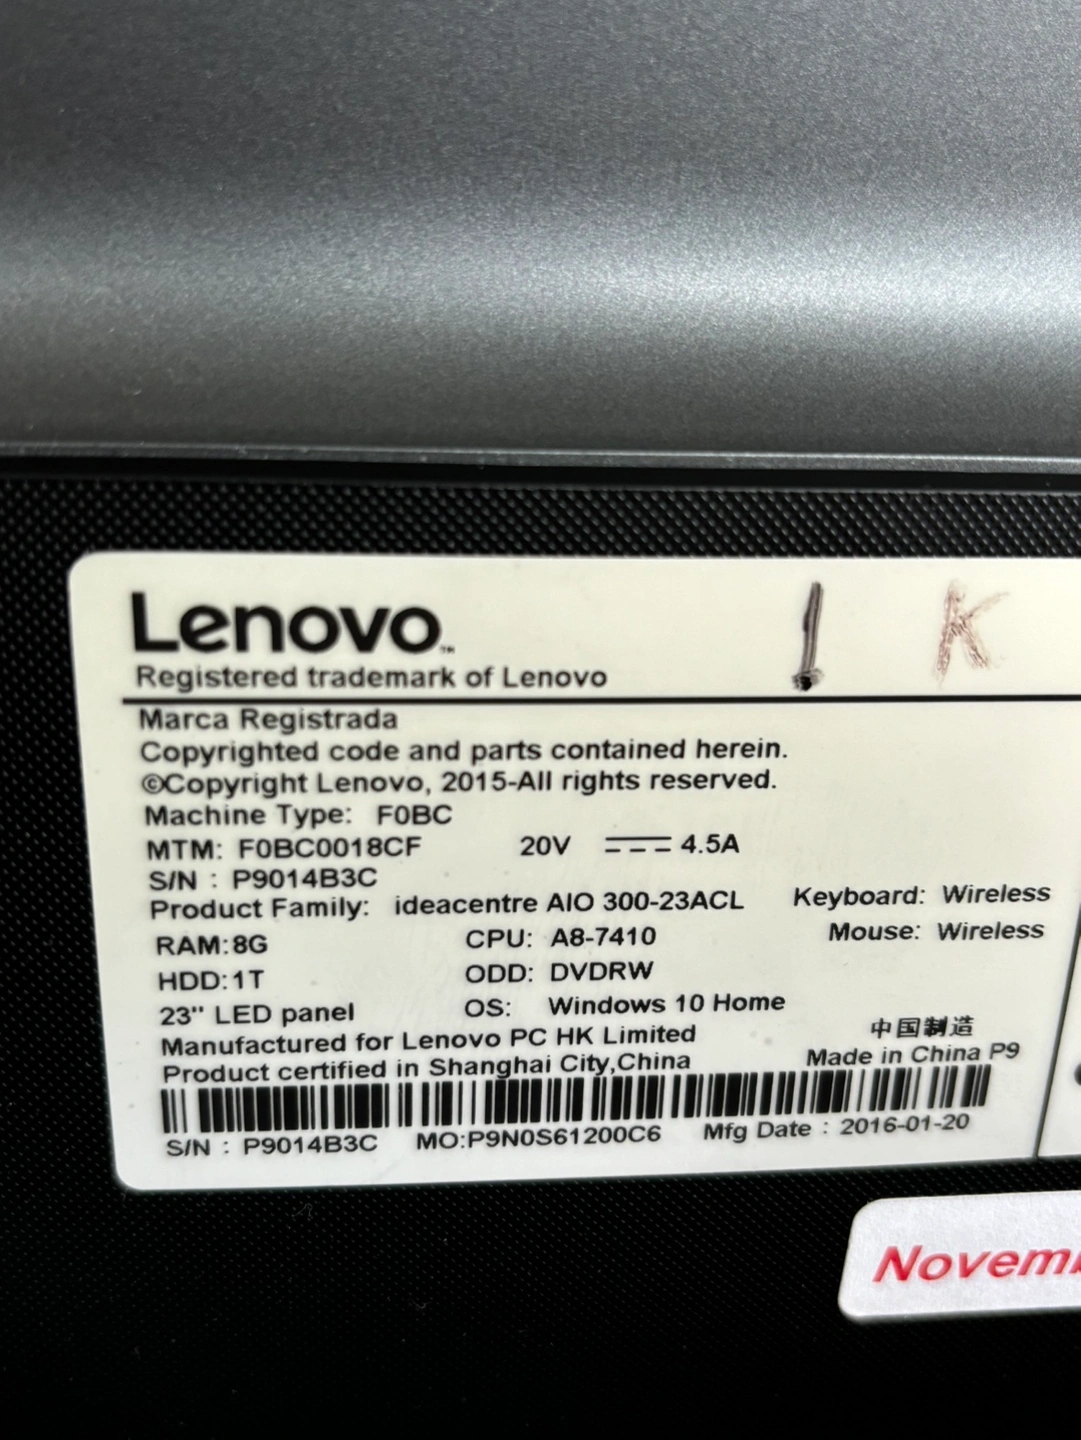 Lenovo™
1 K
Registered trademark of Lenovo
Marca Registrada
Copyrighted code and parts contained herein.
©Copyright Lenovo, 2015-All rights reserved.
Machine Type: F0BC
MTM: F0BC0018CF 20V 4.5A
S/N : P9014B3C
Product Family: ideacentre AIO 300-23ACL Keyboard: Wireless
RAM:8G CPU: A8-7410 Mouse: Wireless
HDD:1T ODD: DVDRW
23" LED panel OS: Windows 10 Home
Manufactured for Lenovo PC HK Limited 中国制造
Product certified in Shanghai City,China Made in China P9
S/N : P9014B3C MO:P9N0S61200C6 Mfg Date : 2016-01-20
Novem